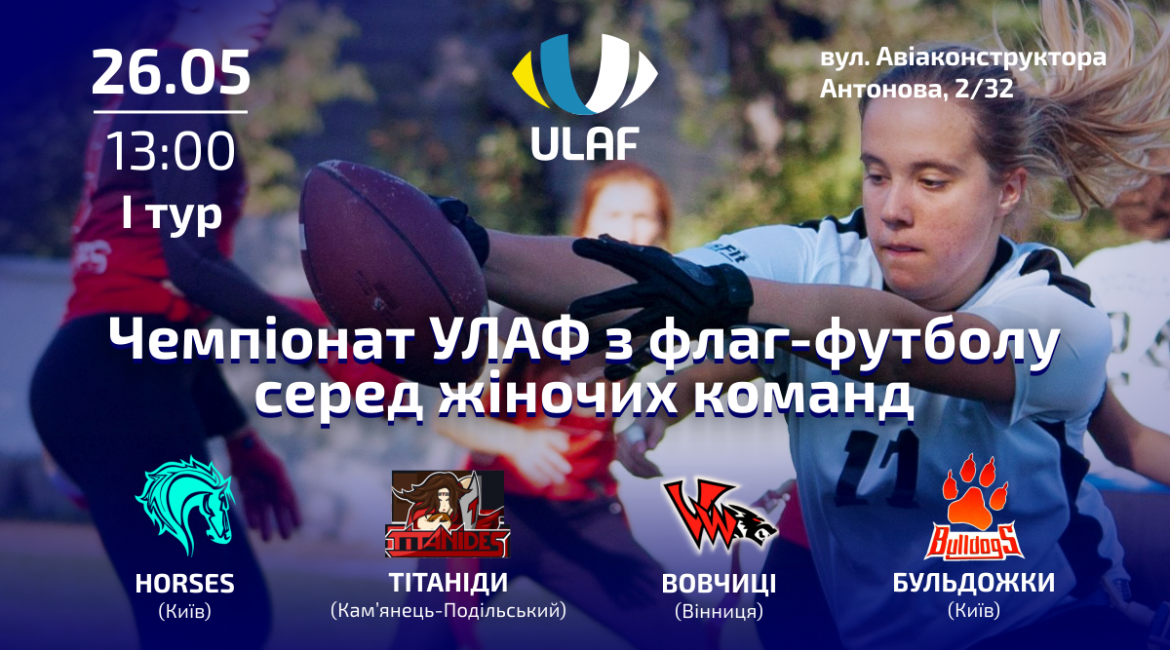 26.05
13:00
І тур
ULAF
вул. Авіаконструктора
Антонова, 2/32
Чемпіонат УЛАФ з флаг-футболу
серед жіночих команд
11
TITANIDES
W W
BulldogS
HORSES
(Київ)
ТІТАНІДИ
(Кам'янець-Подільський)
ВОВЧИЦІ
(Вінниця)
БУЛЬДОЖКИ
(Київ)